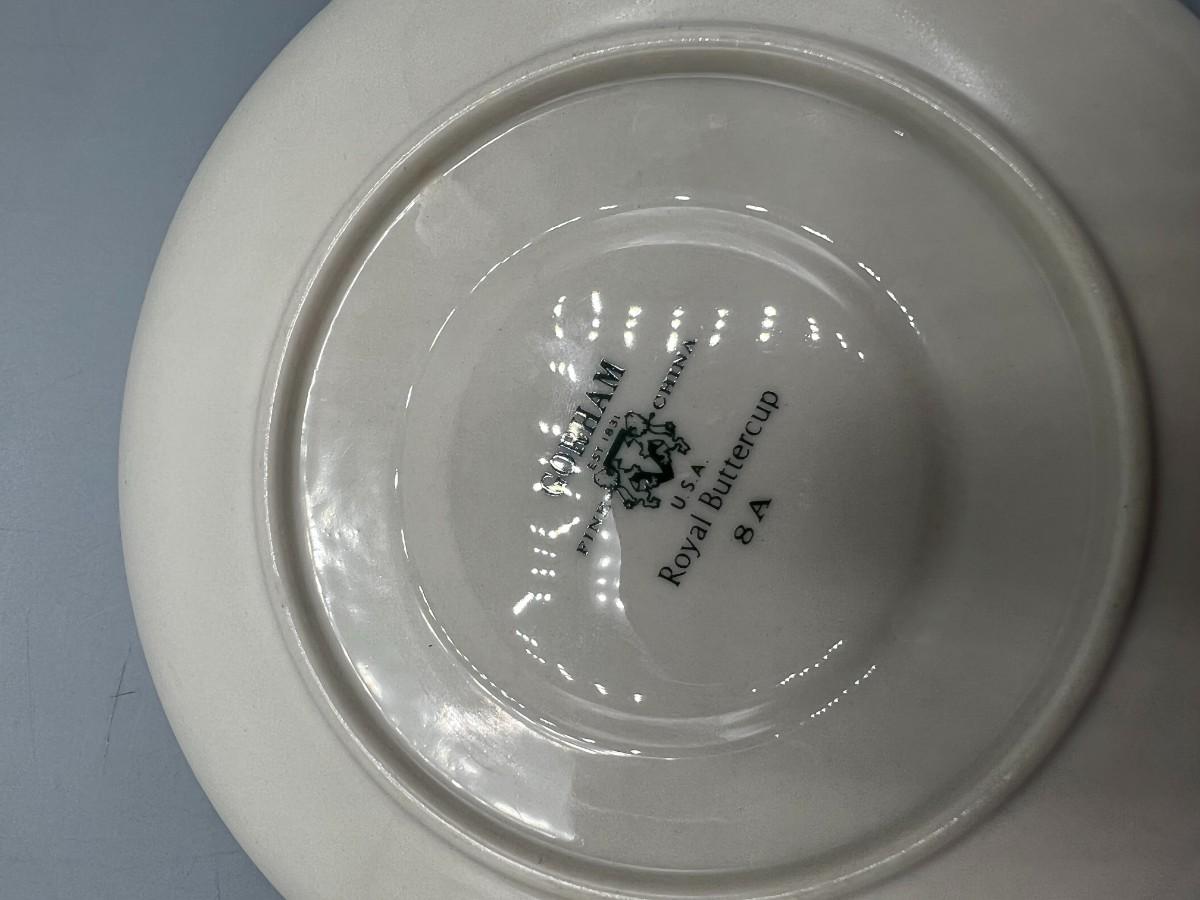 GORHAM
EST 1831
FINE CHINA
U.S.A.
Royal Buttercup
8 A